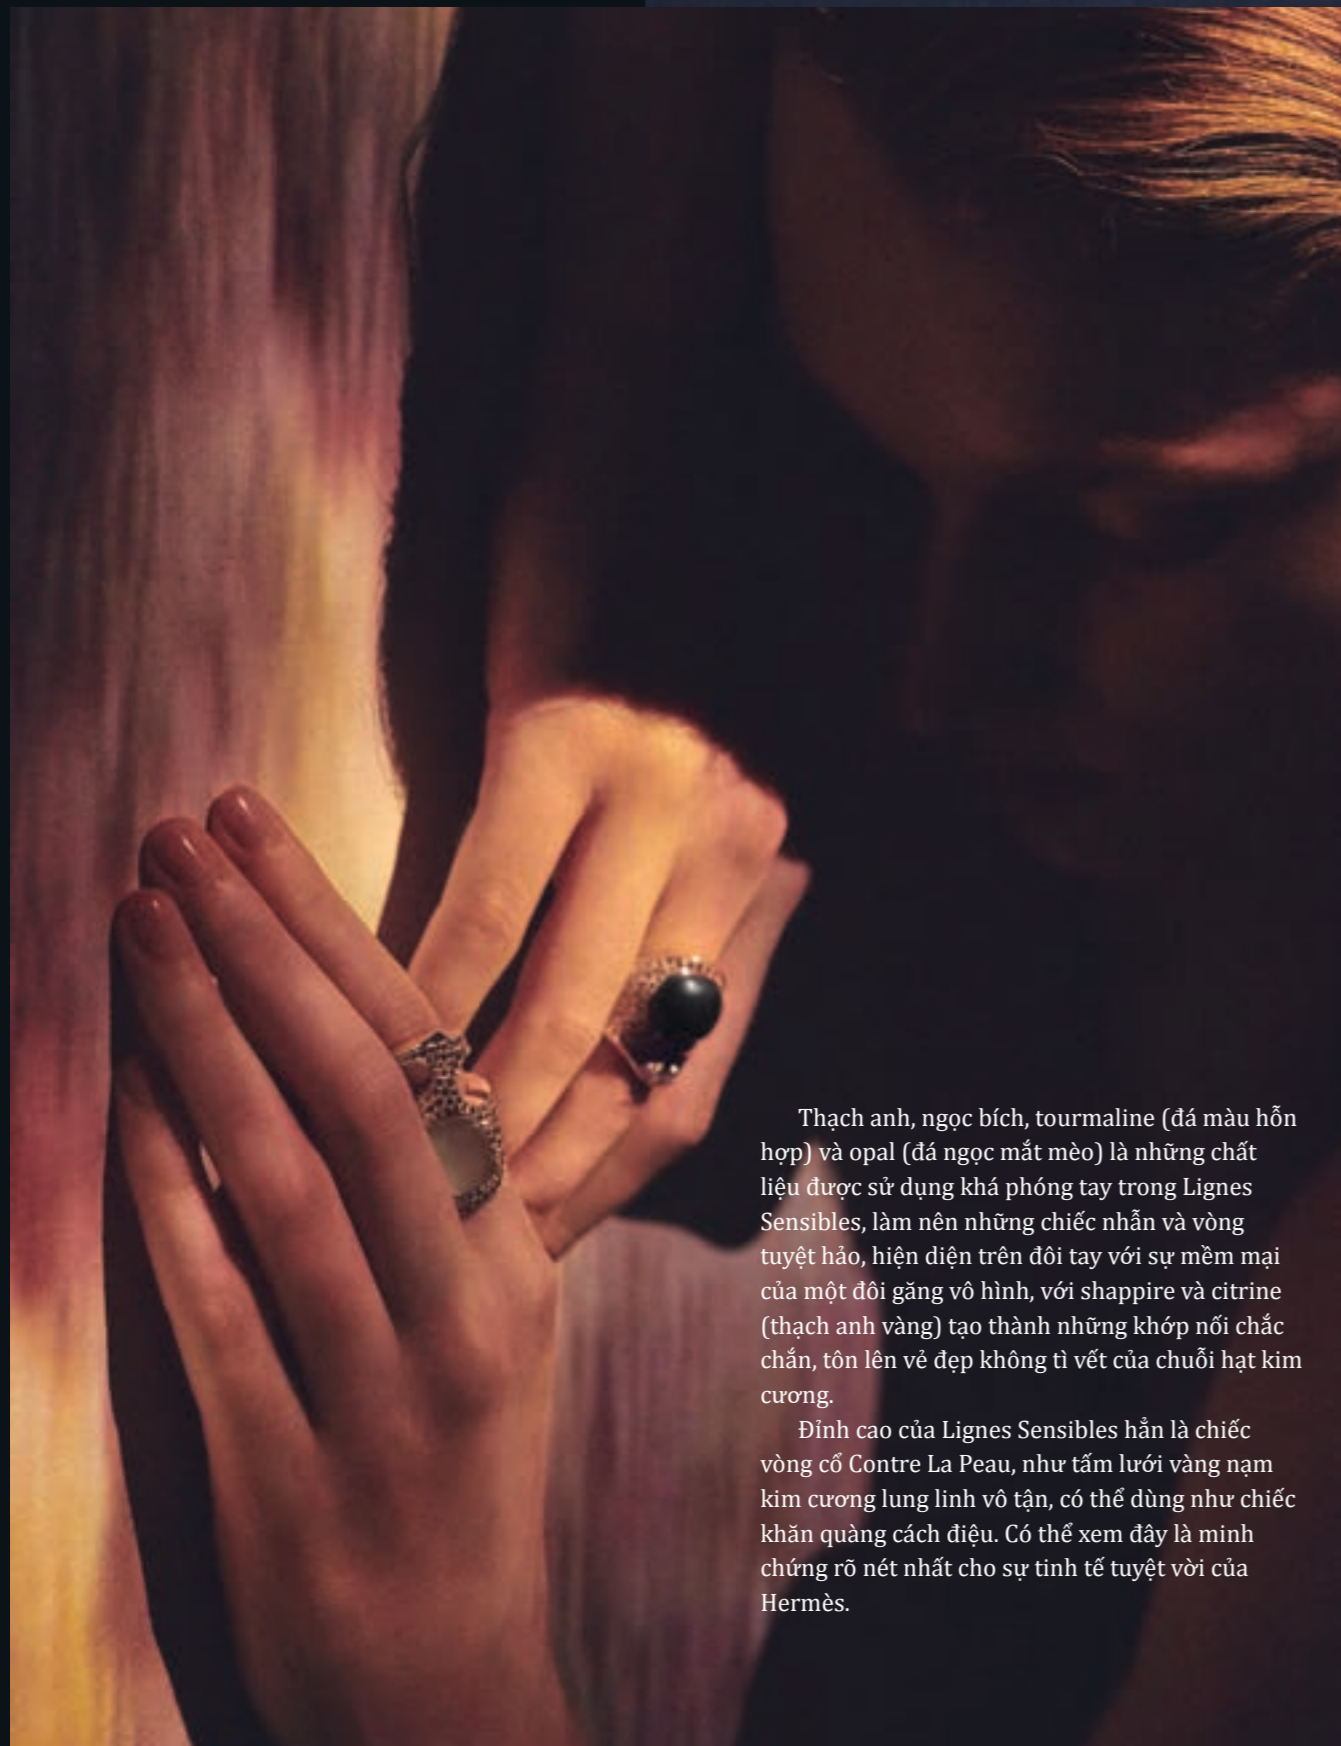 Thạch anh, ngọc bích, tourmaline (đá màu hỗn
hợp) và opal (đá ngọc mắt mèo) là những chất
liệu được sử dụng khá phóng tay trong Lignes
Sensibles, làm nên những chiếc nhẫn và vòng
tuyệt hảo, hiện diện trên đôi tay với sự mềm mại
của một đôi găng vô hình, với shappire và citrine
(thạch anh vàng) tạo thành những khớp nối chắc
chắn, tôn lên vẻ đẹp không tì vết của chuỗi hạt kim
cương.
Đỉnh cao của Lignes Sensibles hẳn là chiếc
vòng cổ Contre La Peau, như tấm lưới vàng nạm
kim cương lung linh vô tận, có thể dùng như chiếc
khăn quàng cách điệu. Có thể xem đây là minh
chứng rõ nét nhất cho sự tinh tế tuyệt vời của
Hermès.